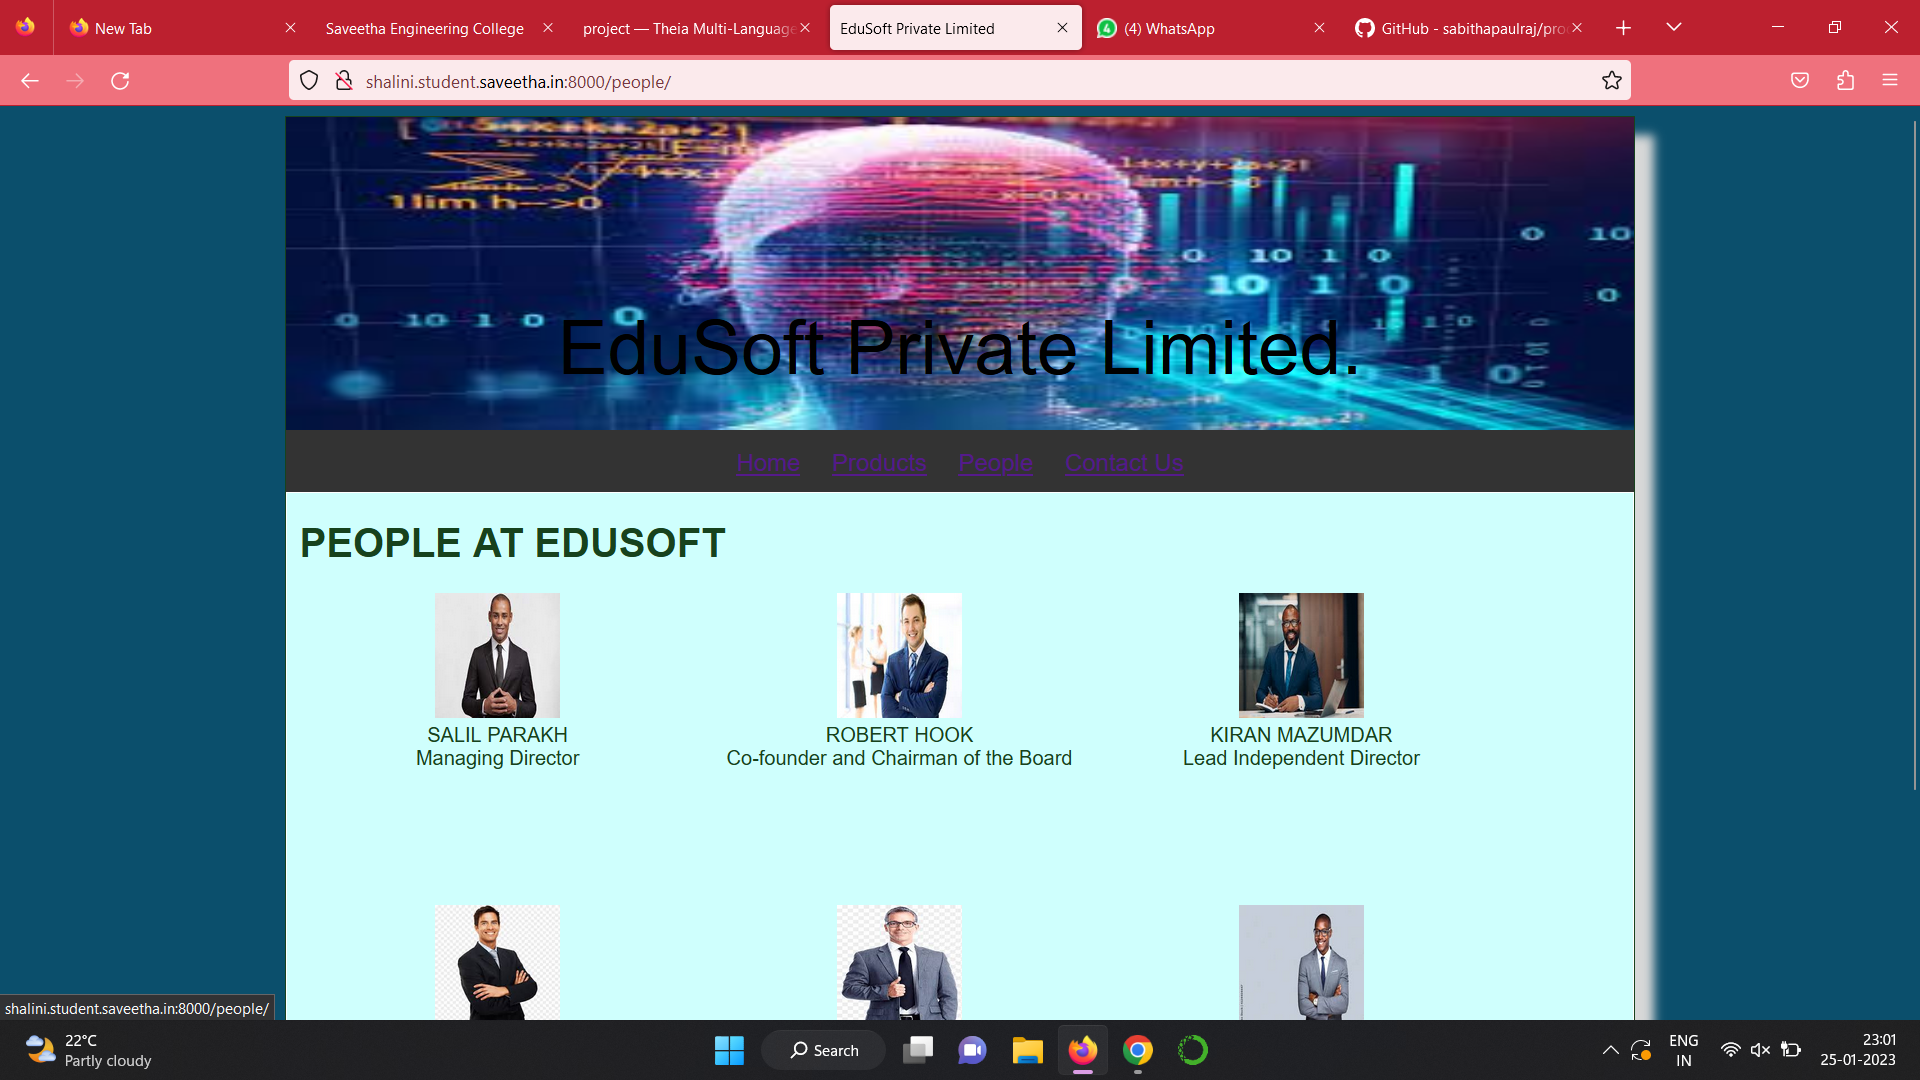 New Tab
Saveetha Engineering College
project — Theia Multi-Language
EduSoft Private Limited
(4) WhatsApp
GitHub - sabithapaulraj/pro
shalini.student.saveetha.in:8000/people/
1lim h-->0
EduSoft Private Limited.
Home Products People Contact Us
PEOPLE AT EDUSOFT
SALIL PARAKH
Managing Director
ROBERT HOOK
Co-founder and Chairman of the Board
KIRAN MAZUMDAR
Lead Independent Director
shalini.student.saveetha.in:8000/people/
22°C
Partly cloudy
Search
ENG
IN
23:01
25-01-2023